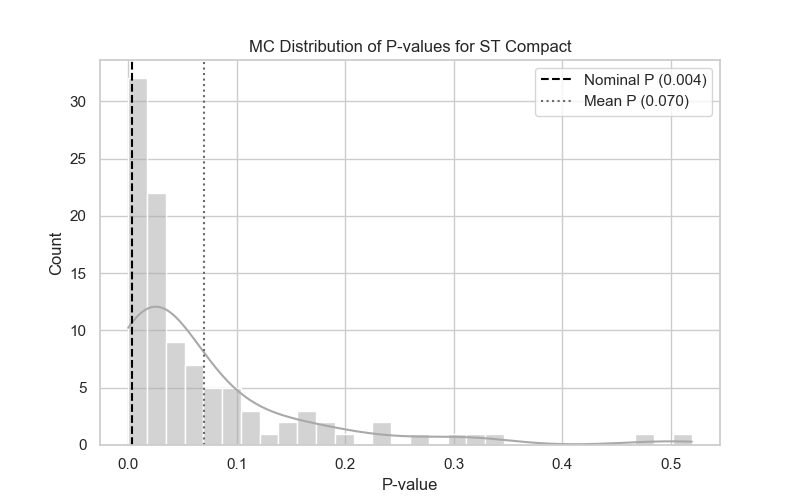 MC Distribution of P-values for ST Compact
Nominal P (0.004)
Mean P (0.070)
Count
30
25
20
15
10
5
0
0.0 0.1 0.2 0.3 0.4 0.5
P-value